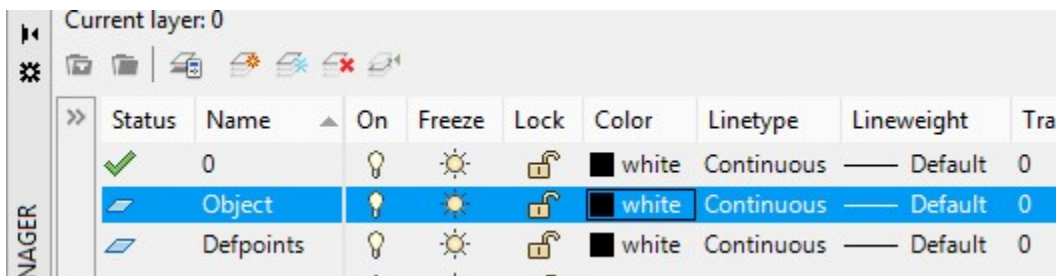 Current layer: 0
» Status Name On Freeze Lock Color Linetype Lineweight Tra
0 white Continuous Default 0
Object white Continuous Default 0
Defpoints white Continuous Default 0
NAGER